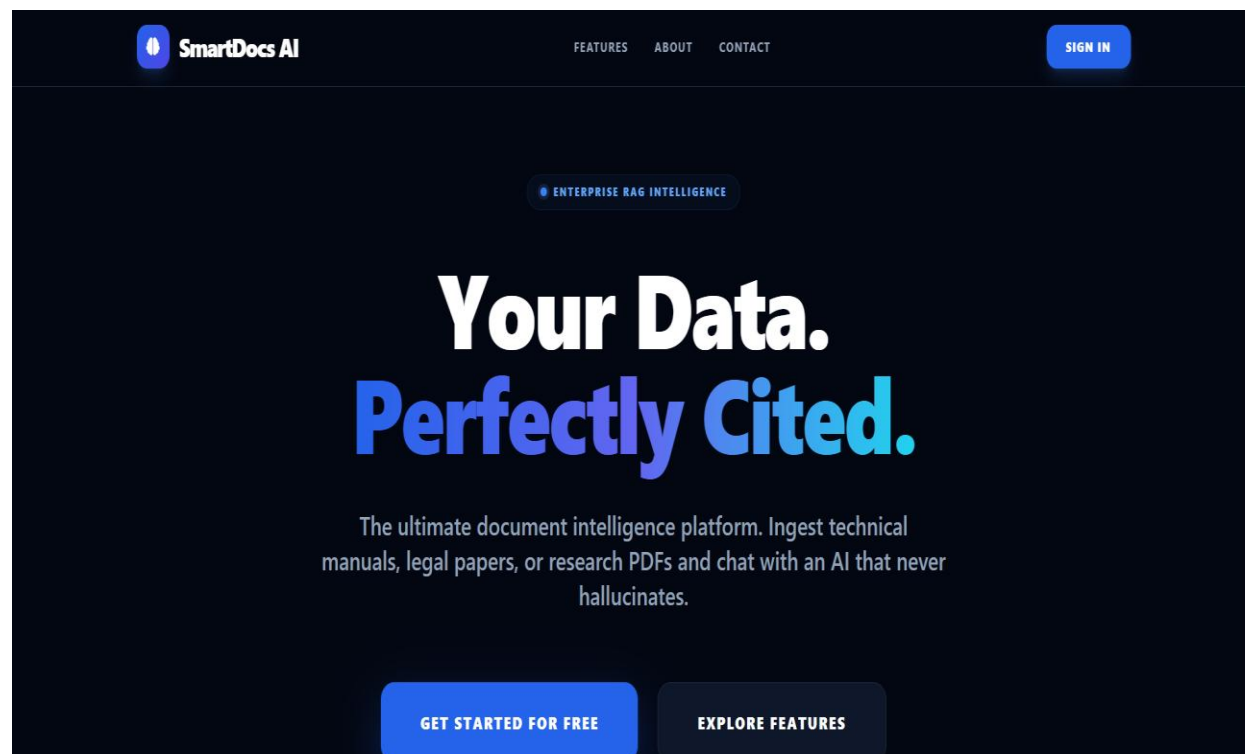 SmartDocs AI
FEATURES ABOUT CONTACT
SIGN IN
ENTERPRISE RAG INTELLIGENCE
Your Data.
Perfectly Cited.
The ultimate document intelligence platform. Ingest technical
manuals, legal papers, or research PDFs and chat with an AI that never
hallucinates.
GET STARTED FOR FREE
EXPLORE FEATURES